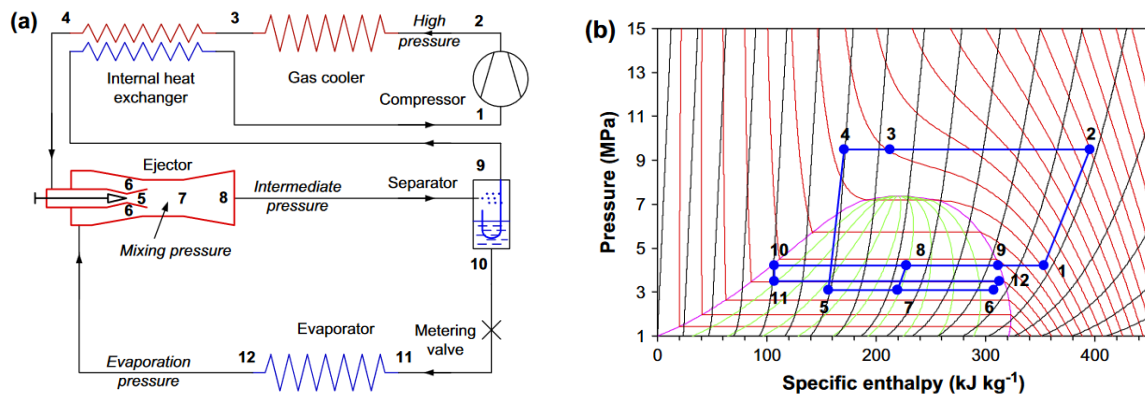 (a)
4
3
2
High
pressure
Internal heat
exchanger
Gas cooler
Compressor
1
9
Ejector
6
5
7
8
6
Intermediate
pressure
Separator
Mixing pressure
10
Evaporator
Metering
valve
12
11
Evaporation
pressure
(b)
15
13
11
9
7
5
3
1
Pressure (MPa)
4
3
2
10
8
9
1
11
12
5
7
6
0
100
200
300
400
Specific enthalpy (kJ kg⁻¹)